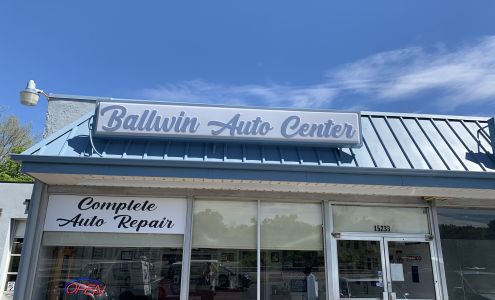 Ballwin Auto Center
Complete
Auto Repair
15233
OPEN